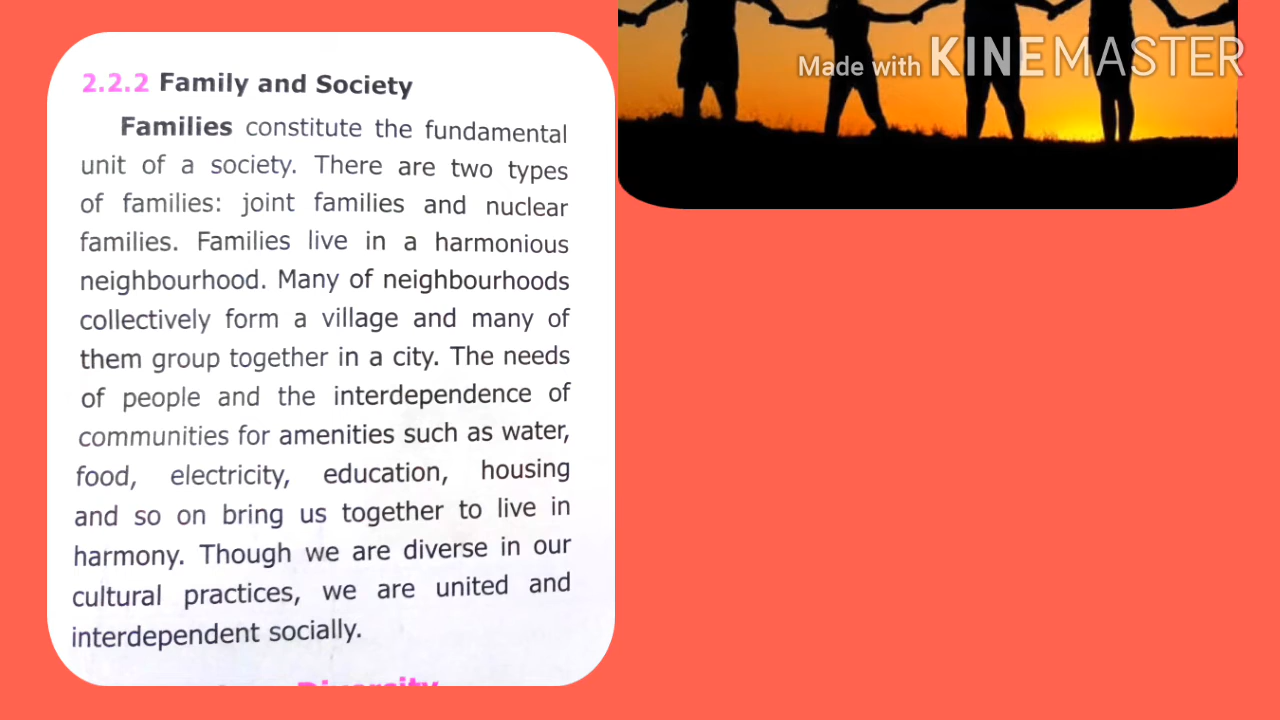 2.2.2 Family and Society
Families constitute the fundamental
unit of a society. There are two types
of families: joint families and nuclear
families. Families live in a harmonious
neighbourhood. Many of neighbourhoods
collectively form a village and many of
them group together in a city. The needs
of people and the interdependence of
communities for amenities such as water,
food, electricity, education, housing
and so on bring us together to live in
harmony. Though we are diverse in our
cultural practices, we are united and
interdependent socially.
Diversity
Made with KINEMASTER